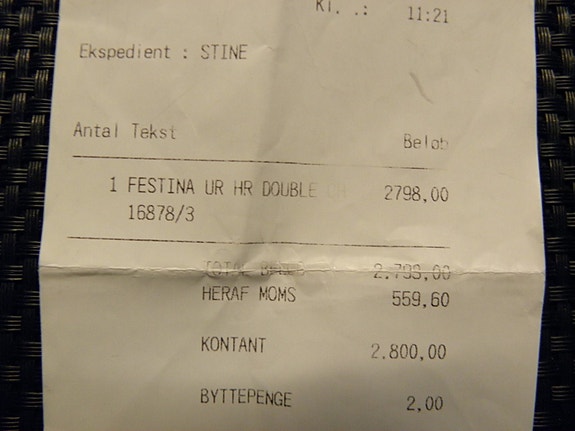 Kl. .: 11:21
Ekspedient : STINE
Antal Tekst Beløb
1 FESTINA UR HR DOUBLE 2798,00
16878/3
TOTAL
HERAF MOMS 559,60
KONTANT 2.800,00
BYTTEPENGE 2,00